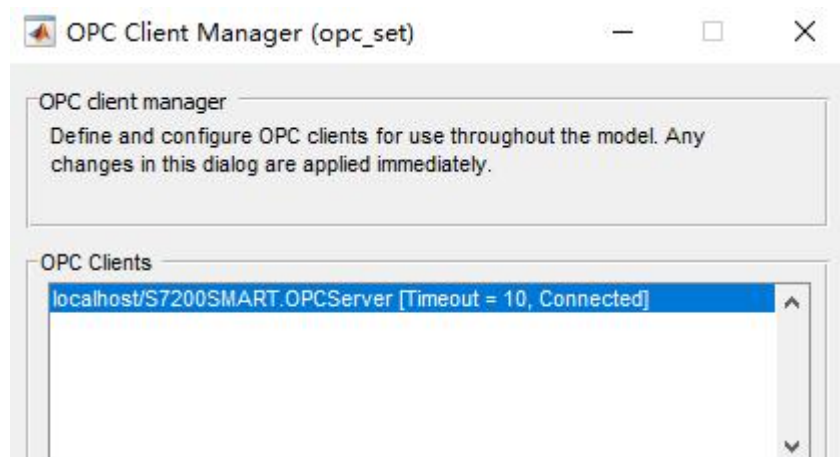 OPC Client Manager (opc_set)
OPC client manager
Define and configure OPC clients for use throughout the model. Any
changes in this dialog are applied immediately.
OPC Clients
localhost/S7200SMART.OPCServer [Timeout = 10, Connected]